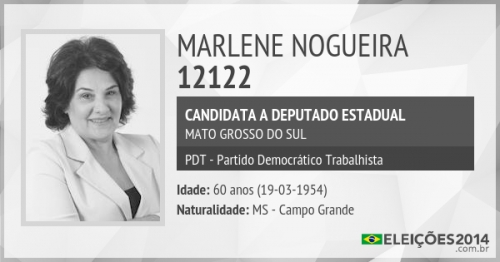 MARLENE NOGUEIRA
12122
CANDIDATA A DEPUTADO ESTADUAL
MATO GROSSO DO SUL
PDT - Partido Democrático Trabalhista
Idade: 60 anos (19-03-1954)
Naturalidade: MS - Campo Grande
ELEIÇÕES2014
.com.br